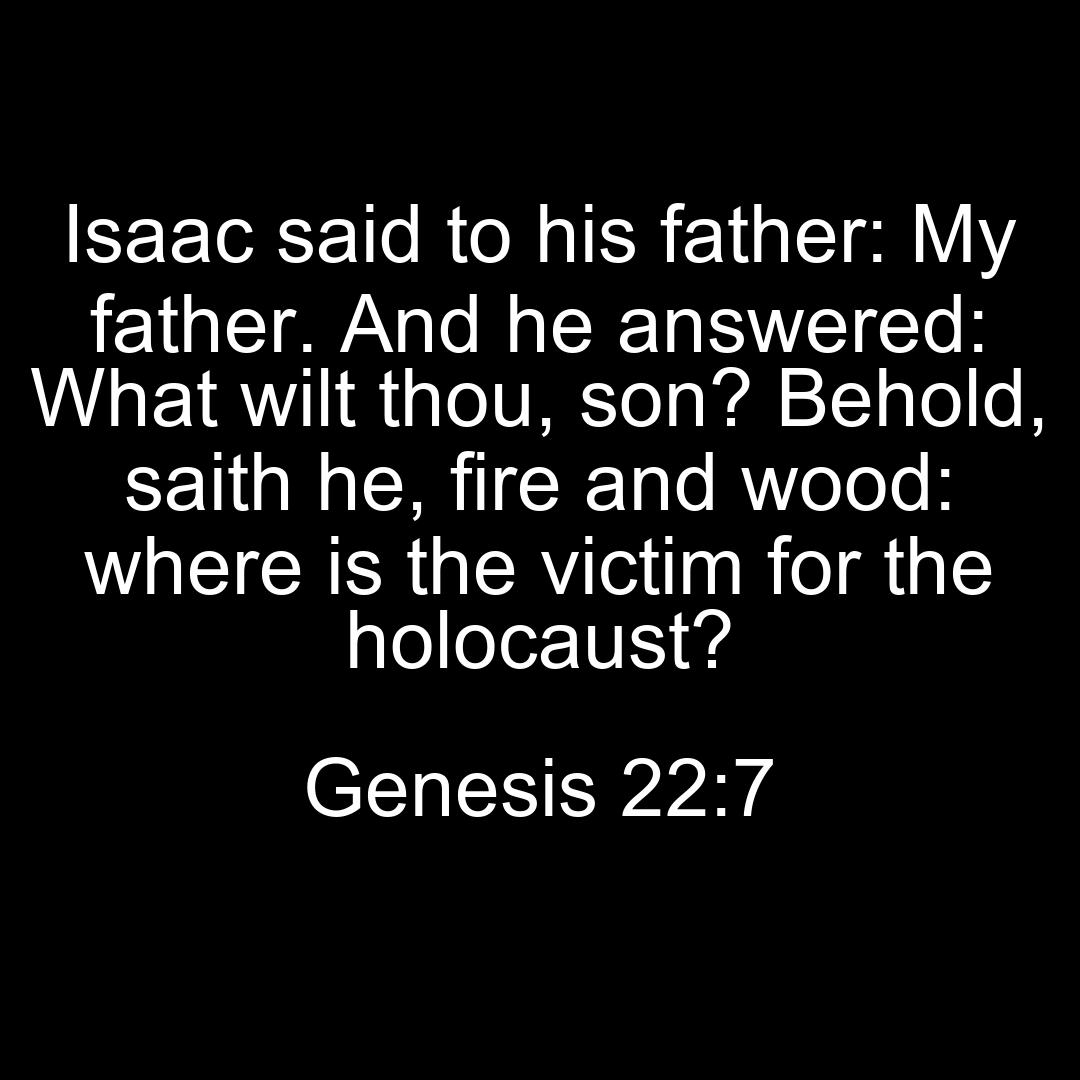 Isaac said to his father: My
father. And he answered:
What wilt thou, son? Behold,
saith he, fire and wood:
where is the victim for the
holocaust?
Genesis 22:7